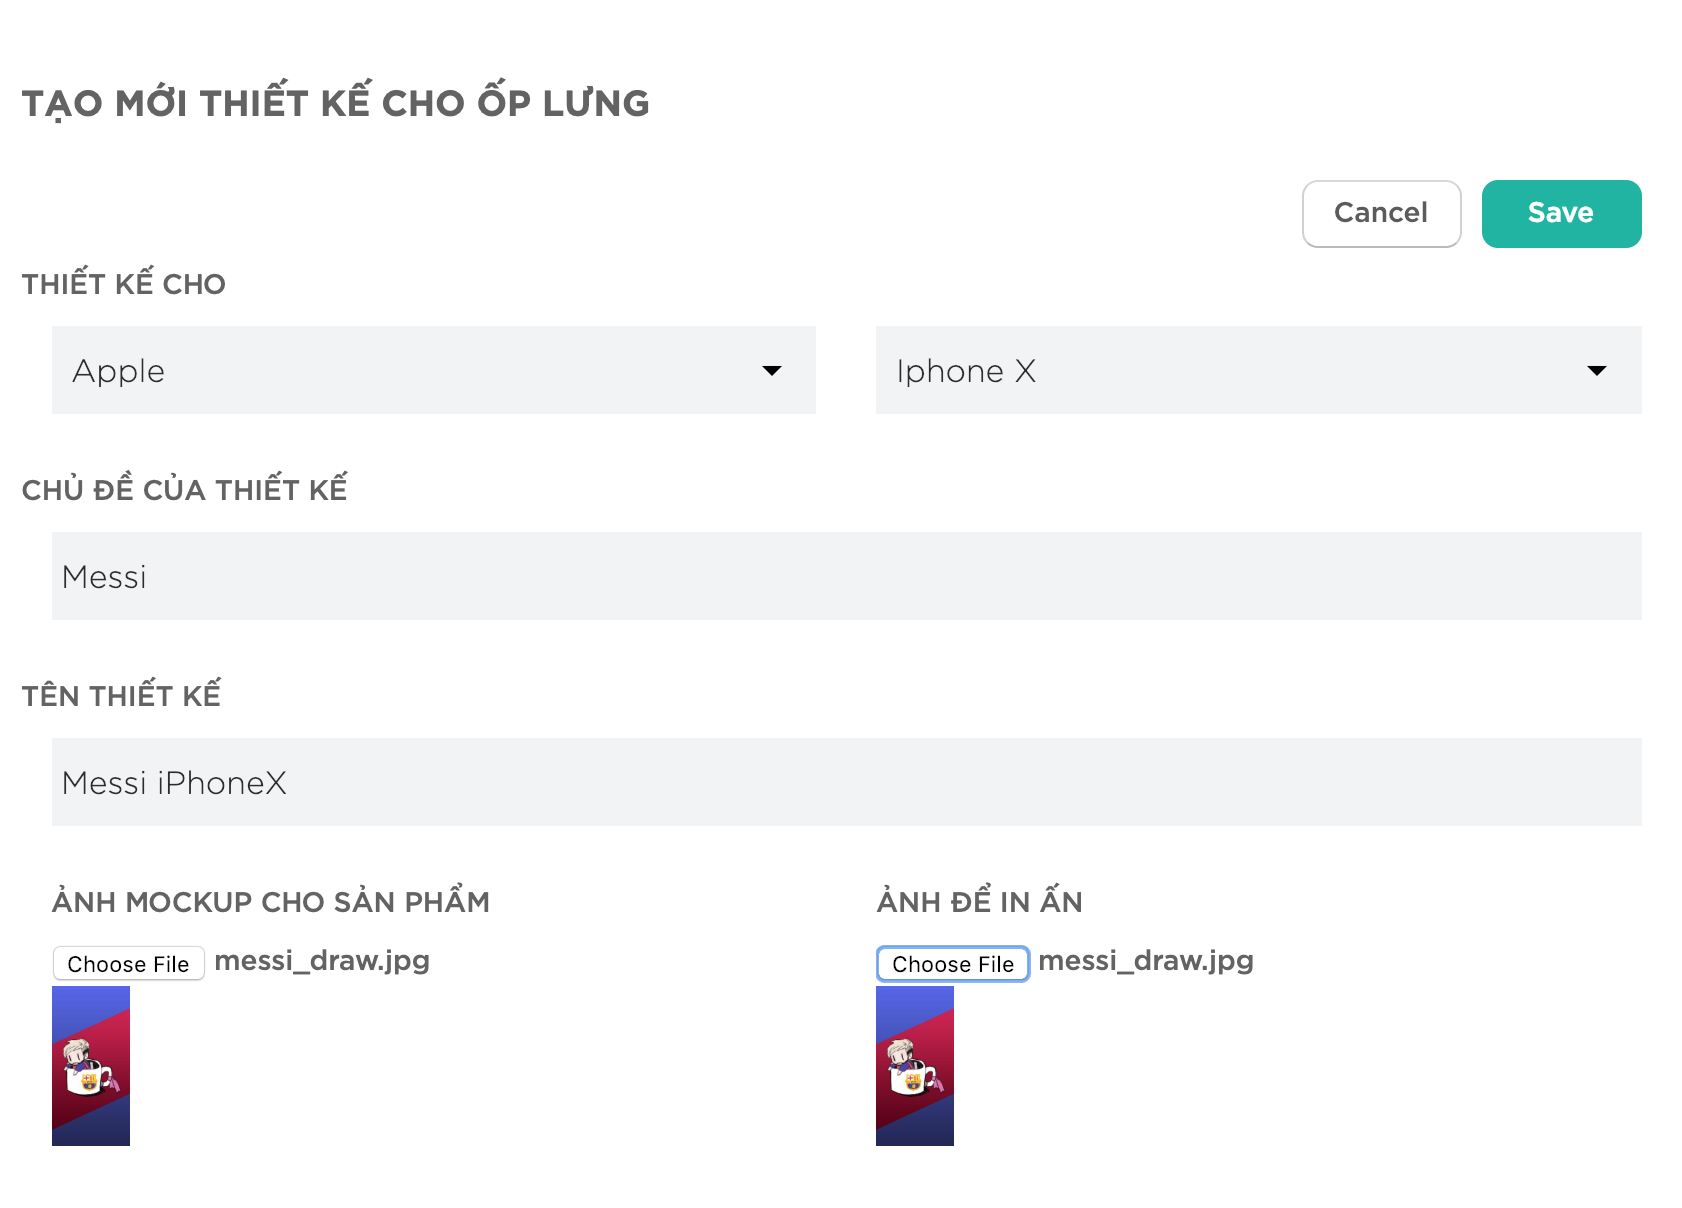 TẠO MỚI THIẾT KẾ CHO ỐP LƯNG
Cancel Save
THIẾT KẾ CHO
Apple Iphone X
CHỦ ĐỀ CỦA THIẾT KẾ
Messi
TÊN THIẾT KẾ
Messi iPhoneX
ẢNH MOCKUP CHO SẢN PHẨM ẢNH ĐỂ IN ẤN
Choose File messi_draw.jpg Choose File messi_draw.jpg